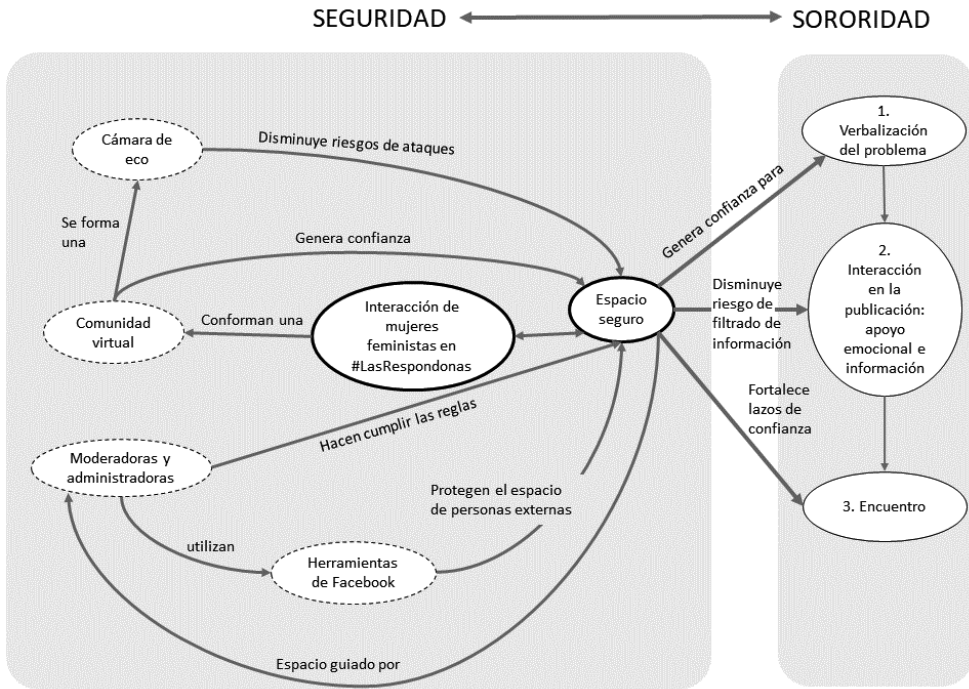 SEGURIDAD
SORORIDAD
Cámara de
eco
Disminuye riesgos de ataques
Se forma
una
Genera confianza
Comunidad
virtual
Conforman una
Interacción de
mujeres
feministas en
#LasRespondonas
Espacio
seguro
Hacen cumplir las reglas
Moderadoras y
administradoras
utilizan
Herramientas
de Facebook
Protegen el espacio
de personas externas
Espacio guiado por
Genera confianza para
Disminuye
riesgo de
filtrado de
información
Fortalece
lazos de
confianza
1.
Verbalización
del problema
2.
Interacción
en la
publicación:
apoyo
emocional e
información
3. Encuentro